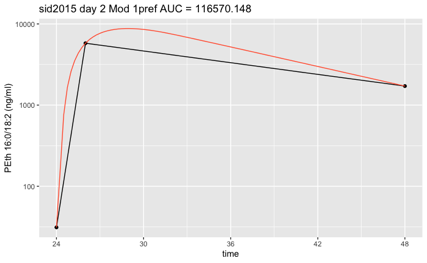 sid2015 day 2 Mod 1pref AUC = 116570.148
PEth 16:0/18:2 (ng/ml)
10000
1000
100
24
30
36
42
48
time